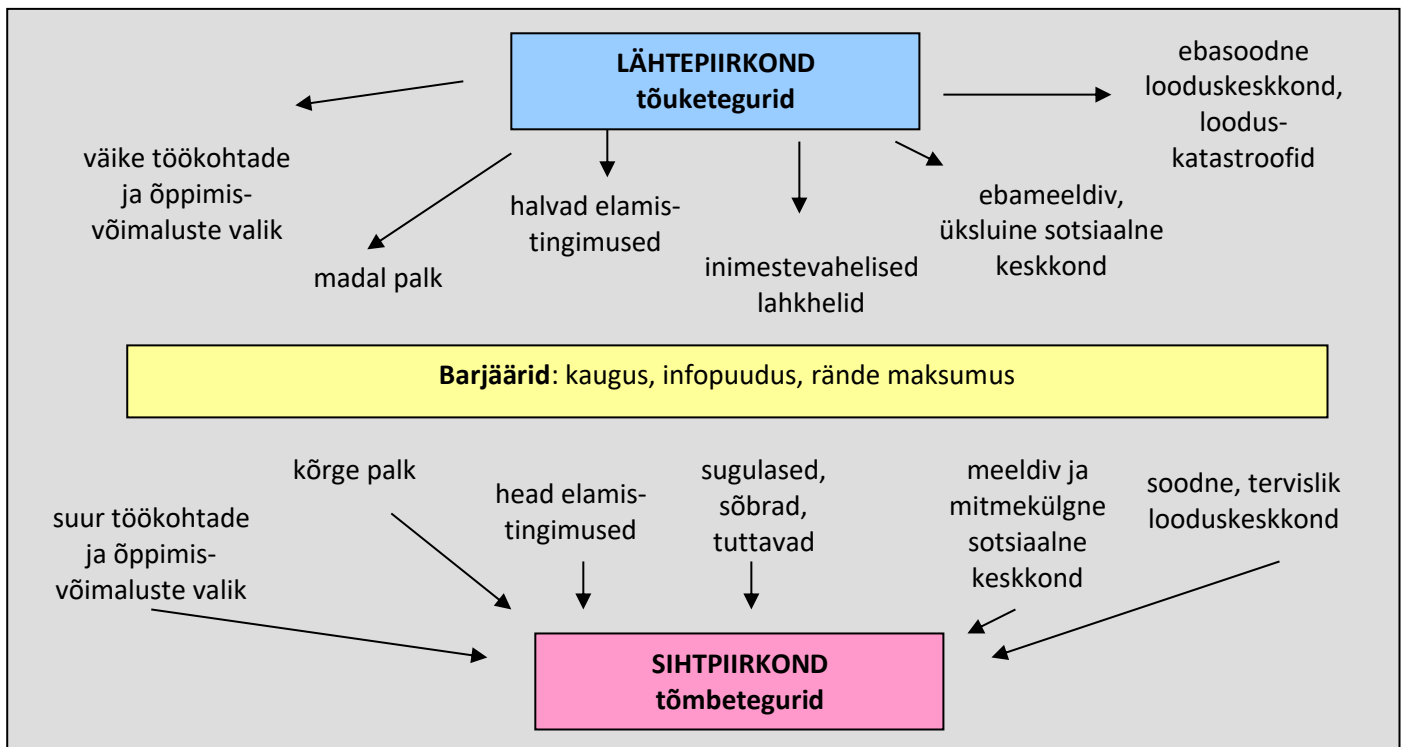 LÄHTEPIIRKOND
tõuketegurid
ebasoodne
looduskeskkond,
loodus-
katastroofid
väike töökohtade
ja õppimis-
võimaluste valik
madal palk
halvad elamis-
tingimused
inimestevahelised
lahkhelid
ebameeldiv,
üksluine sotsiaalne
keskkond
Barjäärid: kaugus, infopuudus, rände maksumus
suur töökohtade
ja õppimis-
võimaluste valik
kõrge palk
head elamis-
tingimused
sugulased,
sõbrad,
tuttavad
meeldiv ja
mitmekülgne
sotsiaalne
keskkond
soodne, tervislik
looduskeskkond
SIHTPIIRKOND
tõmbetegurid